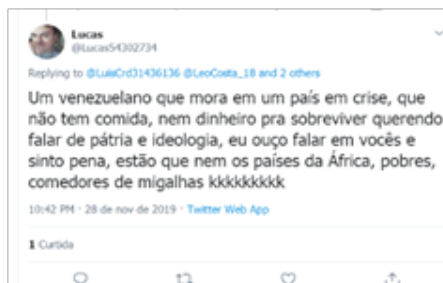 Lucas
@Lucas54302734
Replying to @LuisCrd31436136 @LeoCosta_18 and 2 others
Um venezuelano que mora em um país em crise, que
não tem comida, nem dinheiro pra sobreviver querendo
falar de pátria e ideologia, eu ouço falar em vocês e
sinto pena, estão que nem os países da África, pobres,
comedores de migalhas kkkkkkkkk
10:42 PM · 28 de nov de 2019 · Twitter Web App
1 Curtida